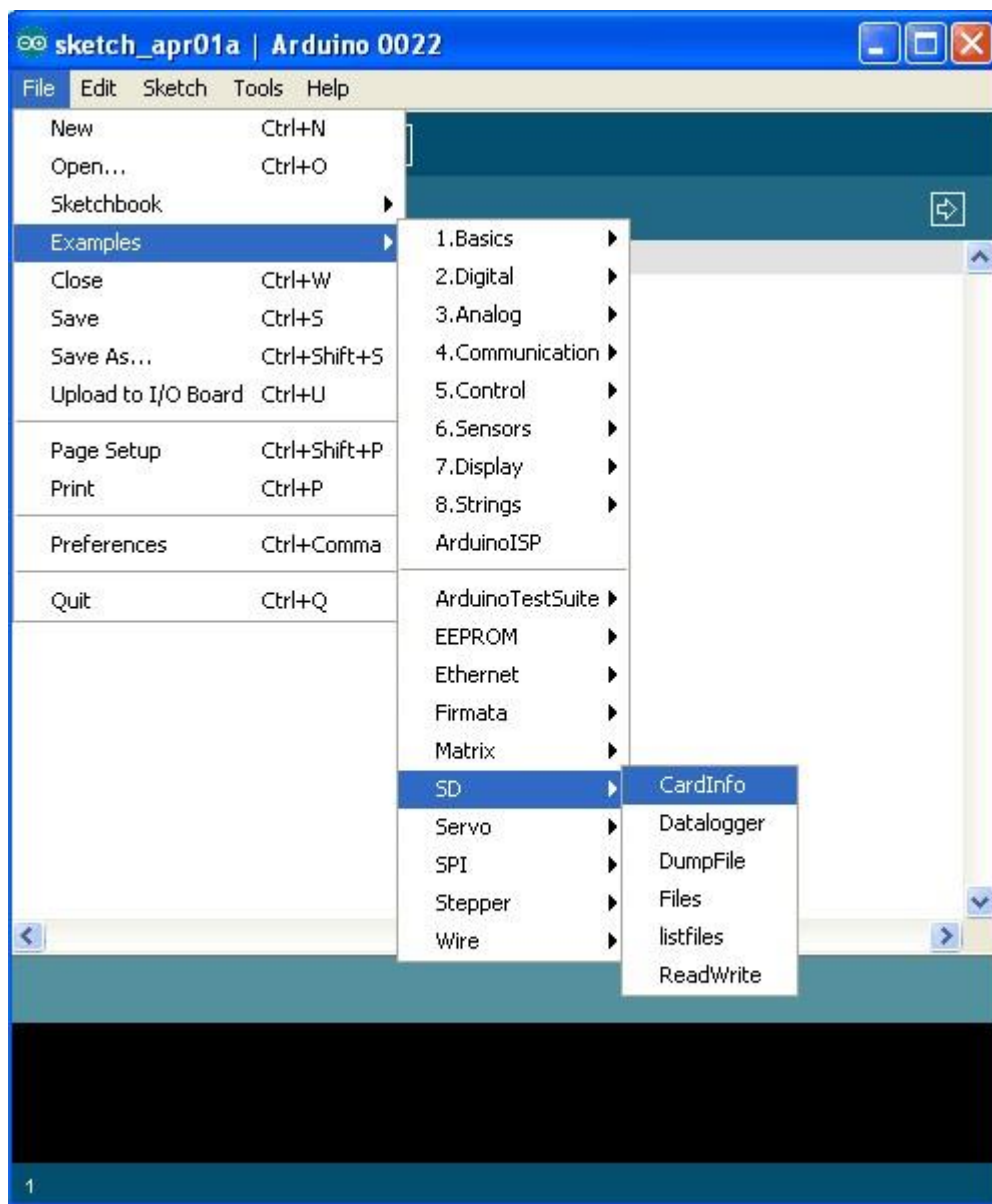 sketch_apr01a | Arduino 0022
File Edit Sketch Tools Help
New Ctrl+N
Open... Ctrl+O
Sketchbook
Examples
Close Ctrl+W
Save Ctrl+S
Save As... Ctrl+Shift+S
Upload to I/O Board Ctrl+U
Page Setup Ctrl+Shift+P
Print Ctrl+P
Preferences Ctrl+Comma
Quit Ctrl+Q
1.Basics
2.Digital
3.Analog
4.Communication
5.Control
6.Sensors
7.Display
8.Strings
ArduinoISP
ArduinoTestSuite
EEPROM
Ethernet
Firmata
Matrix
SD
Servo
SPI
Stepper
Wire
CardInfo
Datalogger
DumpFile
Files
listfiles
ReadWrite
1